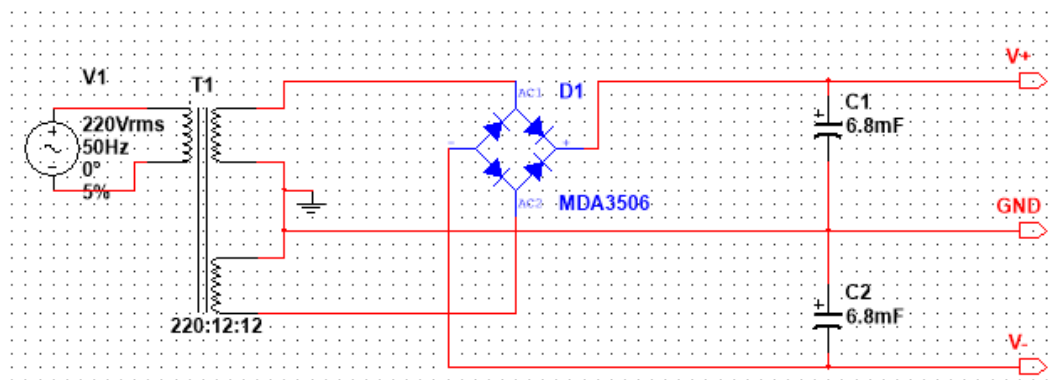 V1
T1
220Vrms
50Hz
0°
5%
220:12:12
AC1
D1
-
+
AC2
MDA3506
V+
C1
6.8mF
GND
C2
6.8mF
V-